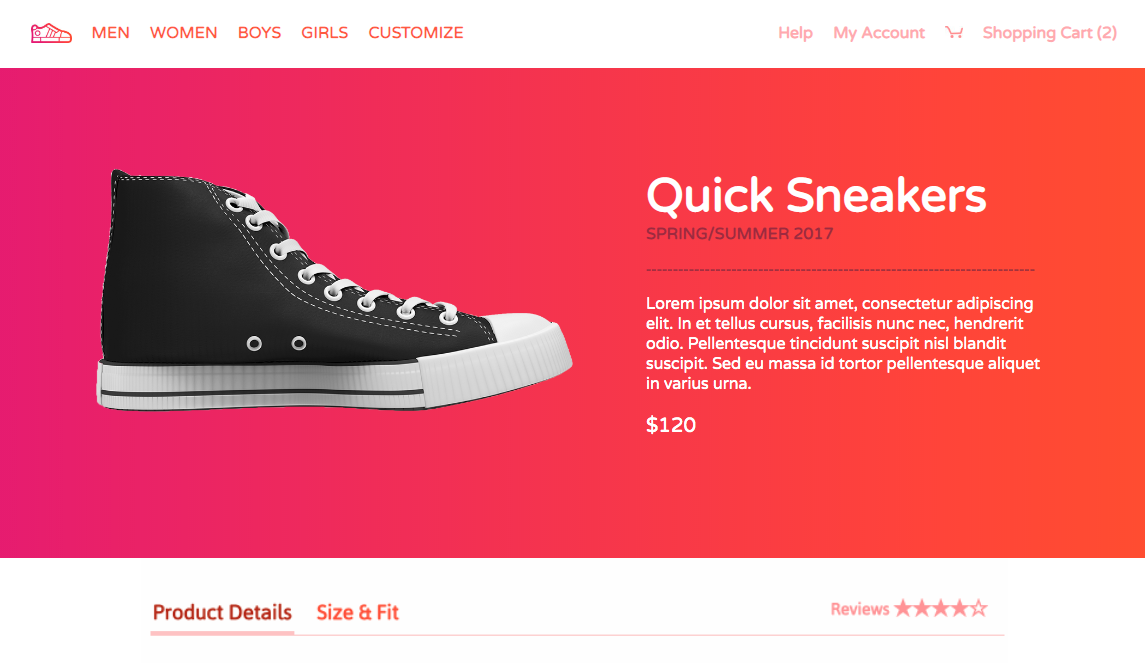 MEN WOMEN BOYS GIRLS CUSTOMIZE Help My Account Shopping Cart (2)
Quick Sneakers
SPRING/SUMMER 2017
Lorem ipsum dolor sit amet, consectetur adipiscing
elit. In et tellus cursus, facilisis nunc nec, hendrerit
odio. Pellentesque tincidunt suscipit nisl blandit
suscipit. Sed eu massa id tortor pellentesque aliquet
in varius urna.
$120
Product Details Size & Fit Reviews ★★★★☆